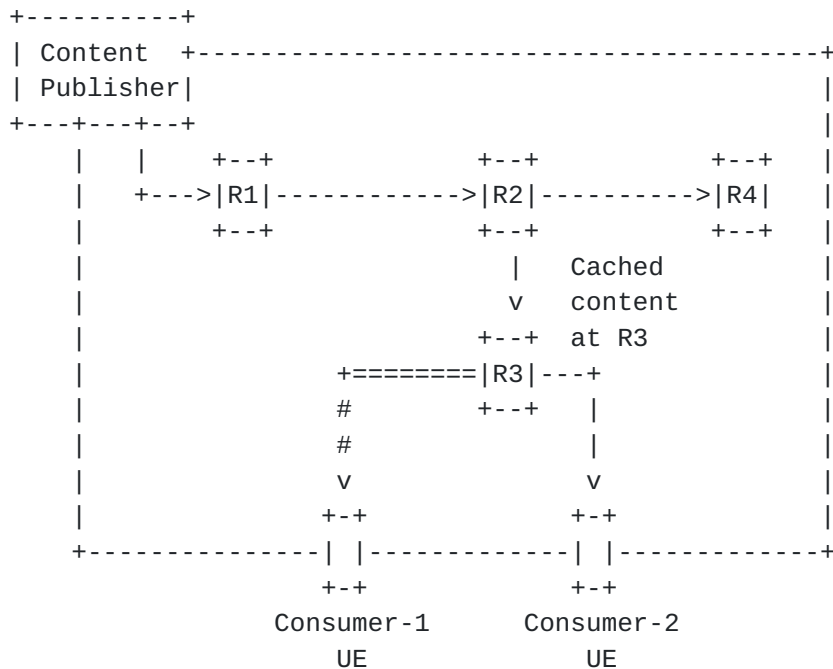 Content
Publisher
R1 R2 R4
Cached
content
at R3
R3
Consumer-1 Consumer-2
UE UE